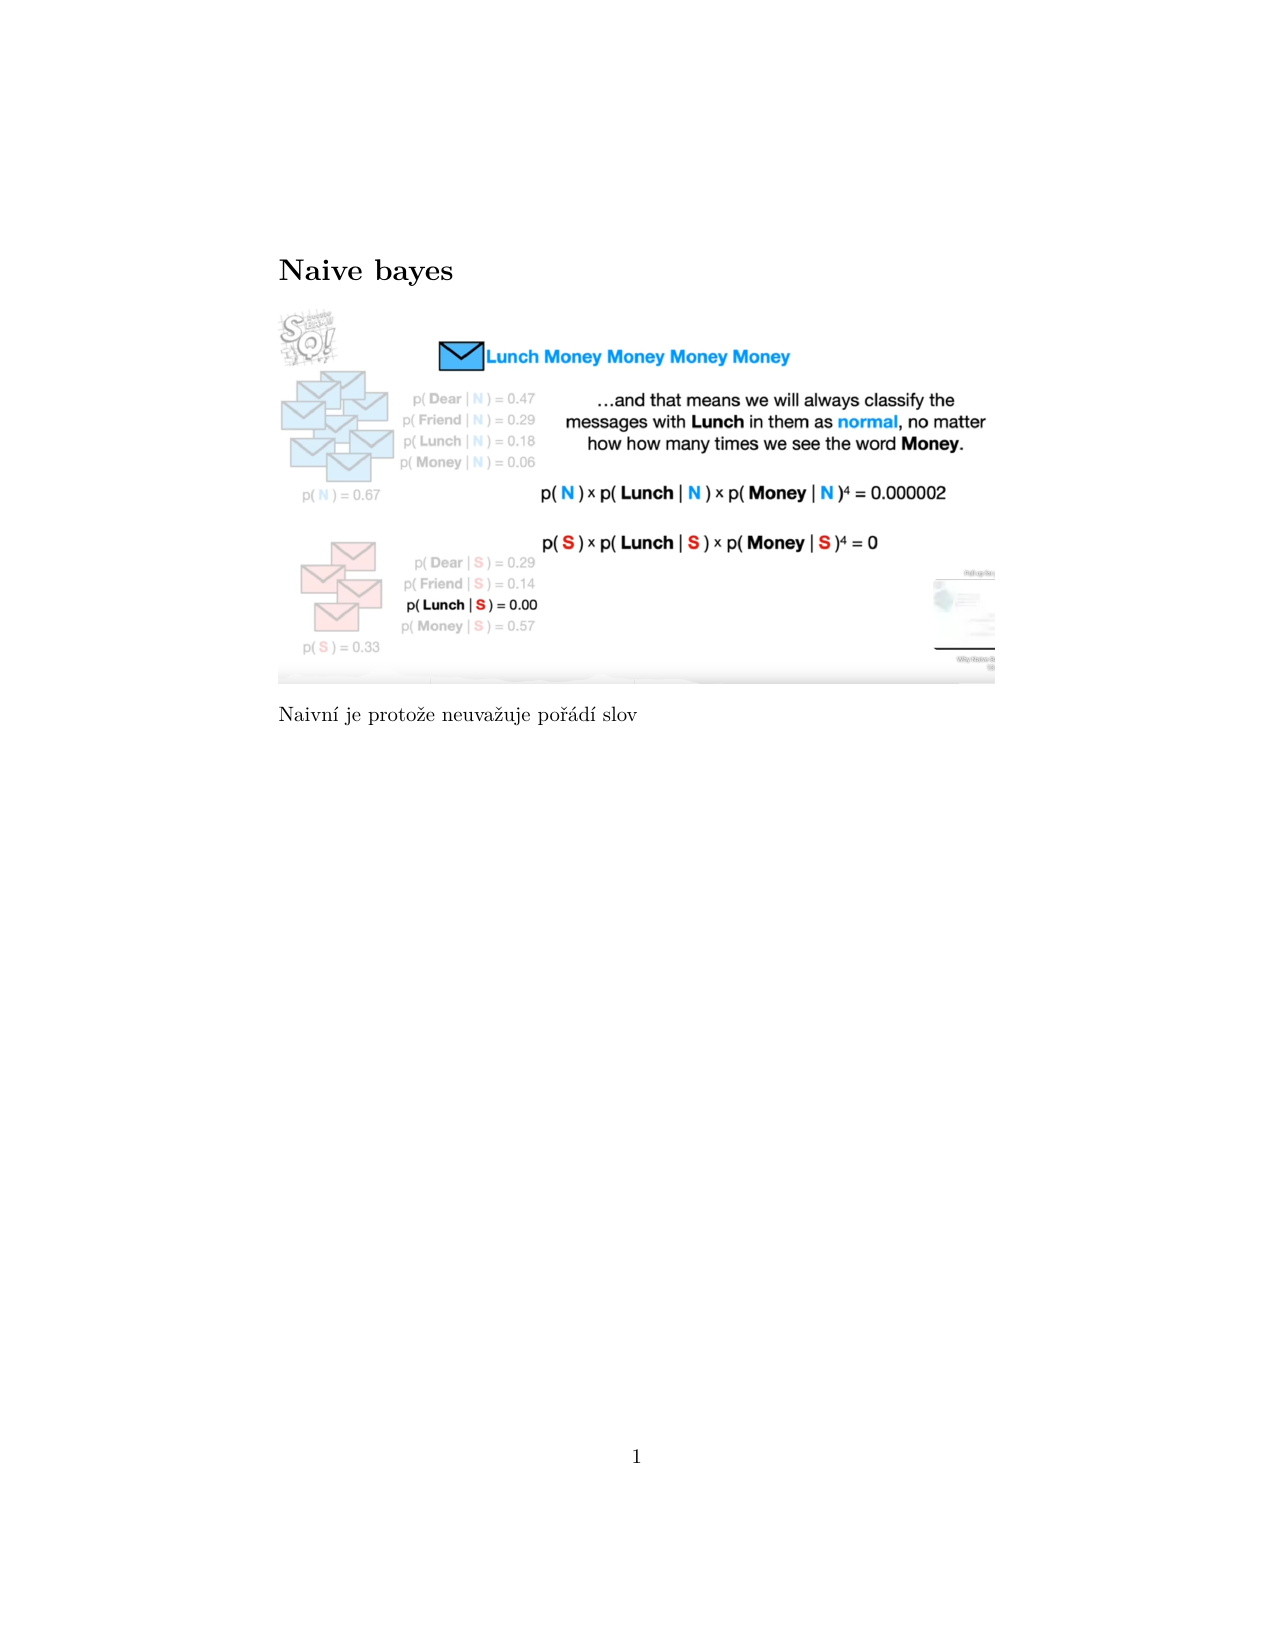 Naive bayes
Lunch Money Money Money Money
p( Dear | N ) = 0.47
p( Friend | N ) = 0.29
p( Lunch | N ) = 0.18
p( Money | N ) = 0.06
p( N ) = 0.67
…and that means we will always classify the
messages with Lunch in them as normal, no matter
how how many times we see the word Money.
p( N ) × p( Lunch | N ) × p( Money | N )⁴ = 0.000002
p( S ) × p( Lunch | S ) × p( Money | S )⁴ = 0
p( Dear | S ) = 0.29
p( Friend | S ) = 0.14
p( Lunch | S ) = 0.00
p( Money | S ) = 0.57
p( S ) = 0.33
Naivní je protože neuvažuje pořádí slov
1